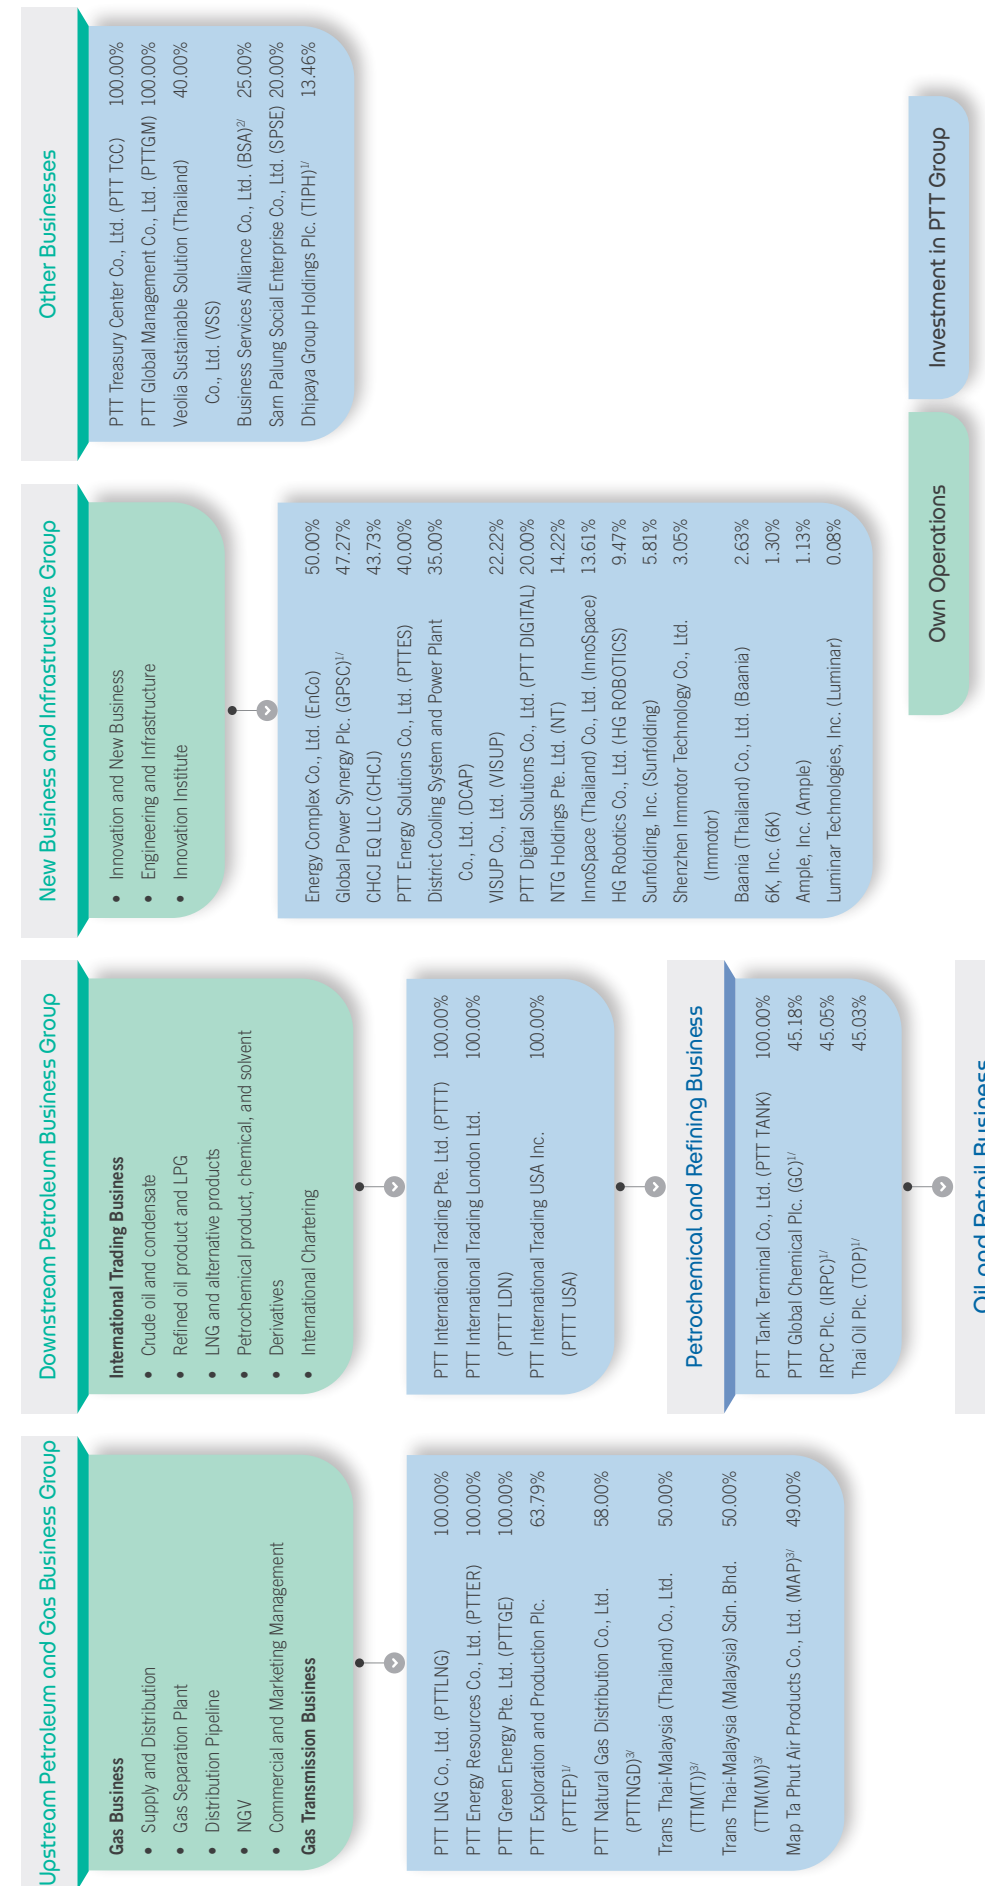 Upstream Petroleum and Gas Business Group
Gas Business
• Supply and Distribution
• Gas Separation Plant
• Distribution Pipeline
• NGV
• Commercial and Marketing Management
Gas Transmission Business
PTT LNG Co., Ltd. (PTTLNG) 100.00%
PTT Energy Resources Co., Ltd. (PTTER) 100.00%
PTT Green Energy Pte. Ltd. (PTTGE) 100.00%
PTT Exploration and Production Plc. 63.79%
(PTTEP)1/
PTT Natural Gas Distribution Co., Ltd. 58.00%
(PTTNGD)3/
Trans Thai-Malaysia (Thailand) Co., Ltd. 50.00%
(TTM(T))3/
Trans Thai-Malaysia (Malaysia) Sdn. Bhd. 50.00%
(TTM(M))3/
Map Ta Phut Air Products Co., Ltd. (MAP)3/ 49.00%
Downstream Petroleum Business Group
International Trading Business
• Crude oil and condensate
• Refined oil product and LPG
• LNG and alternative products
• Petrochemical product, chemical, and solvent
• Derivatives
• International Chartering
PTT International Trading Pte. Ltd. (PTTT) 100.00%
PTT International Trading London Ltd. 100.00%
(PTTT LDN)
PTT International Trading USA Inc. 100.00%
(PTTT USA)
Petrochemical and Refining Business
PTT Tank Terminal Co., Ltd. (PTT TANK) 100.00%
PTT Global Chemical Plc. (GC)1/ 45.18%
IRPC Plc. (IRPC)1/ 45.05%
Thai Oil Plc. (TOP)1/ 45.03%
Oil and Retail Business
New Business and Infrastructure Group
• Innovation and New Business
• Engineering and Infrastructure
• Innovation Institute
Energy Complex Co., Ltd. (EnCo) 50.00%
Global Power Synergy Plc. (GPSC)1/ 47.27%
CHCJ EQ LLC (CHCJ) 43.73%
PTT Energy Solutions Co., Ltd. (PTTES) 40.00%
District Cooling System and Power Plant 35.00%
Co., Ltd. (DCAP)
VISUP Co., Ltd. (VISUP) 22.22%
PTT Digital Solutions Co., Ltd. (PTT DIGITAL) 20.00%
NTG Holdings Pte. Ltd. (NT) 14.22%
InnoSpace (Thailand) Co., Ltd. (InnoSpace) 13.61%
HG Robotics Co., Ltd. (HG ROBOTICS) 9.47%
Sunfolding, Inc. (Sunfolding) 5.81%
Shenzhen Immotor Technology Co., Ltd. 3.05%
(Immotor)
Baania (Thailand) Co., Ltd. (Baania) 2.63%
6K, Inc. (6K) 1.30%
Ample, Inc. (Ample) 1.13%
Luminar Technologies, Inc. (Luminar) 0.08%
Other Businesses
PTT Treasury Center Co., Ltd. (PTT TCC) 100.00%
PTT Global Management Co., Ltd. (PTTGM) 100.00%
Veolia Sustainable Solution (Thailand) 40.00%
Co., Ltd. (VSS)
Business Services Alliance Co., Ltd. (BSA)2/ 25.00%
Sarn Palung Social Enterprise Co., Ltd. (SPSE) 20.00%
Dhipaya Group Holdings Plc. (TIPH)1/ 13.46%
Own Operations
Investment in PTT Group